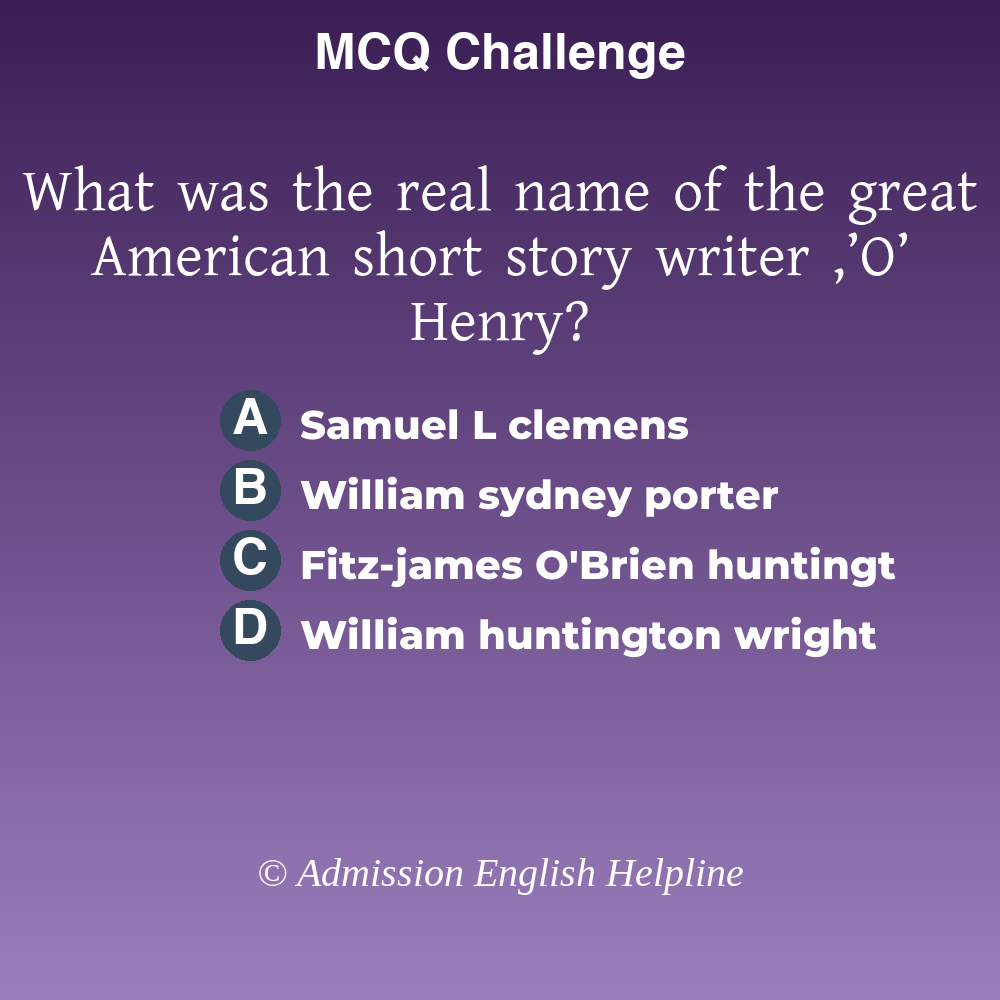 MCQ Challenge
What was the real name of the great
American short story writer ,’O’
Henry?
A Samuel L clemens
B William sydney porter
C Fitz-james O'Brien huntingt
D William huntington wright
© Admission English Helpline